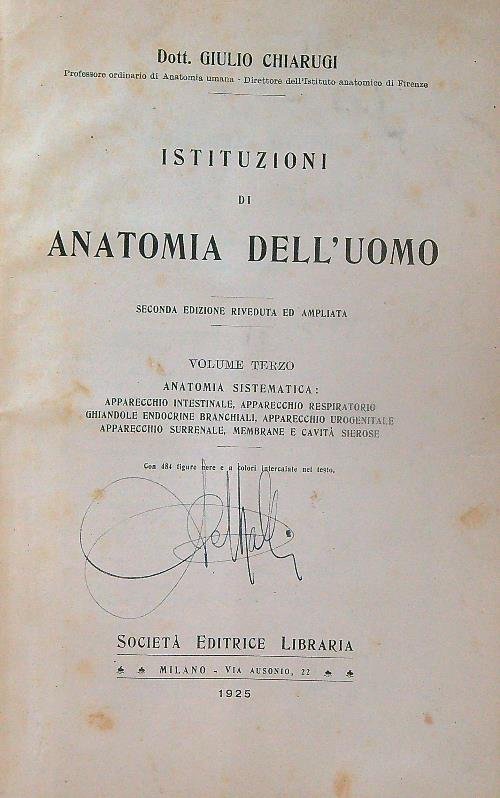 Dott. GIULIO CHIARUGI
Professore ordinario di Anatomia umana - Direttore dell'Istituto anatomico di Firenze
ISTITUZIONI
DI
ANATOMIA DELL'UOMO
SECONDA EDIZIONE RIVEDUTA ED AMPLIATA
VOLUME TERZO
ANATOMIA SISTEMATICA:
APPARECCHIO INTESTINALE, APPARECCHIO RESPIRATORIO
GHIANDOLE ENDOCRINE BRANCHIALI, APPARECCHIO UROGENITALE
APPARECCHIO SURRENALE, MEMBRANE E CAVITÀ SIEROSE
Con 484 figure nere e a colori intercalate nel testo.
SOCIETÀ EDITRICE LIBRARIA
MILANO - VIA AUSONIO, 22
1925